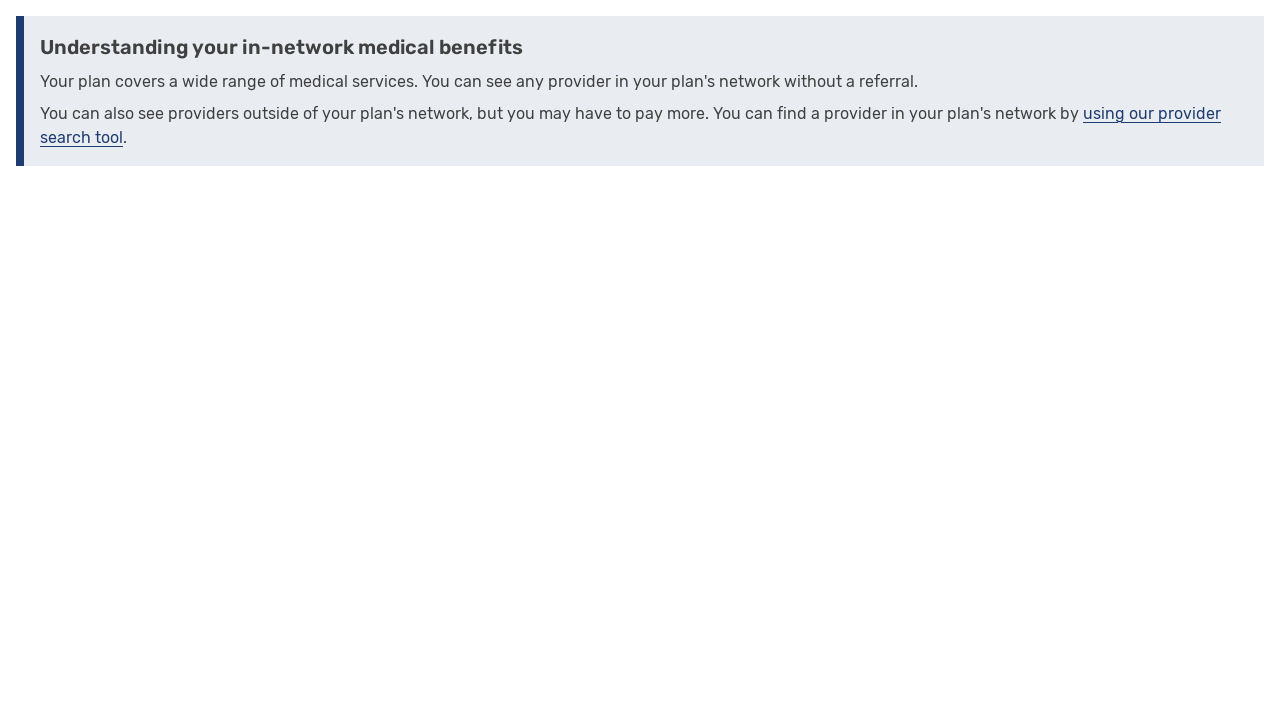 Understanding your in-network medical benefits
Your plan covers a wide range of medical services. You can see any provider in your plan's network without a referral.
You can also see providers outside of your plan's network, but you may have to pay more. You can find a provider in your plan's network by using our provider
search tool.